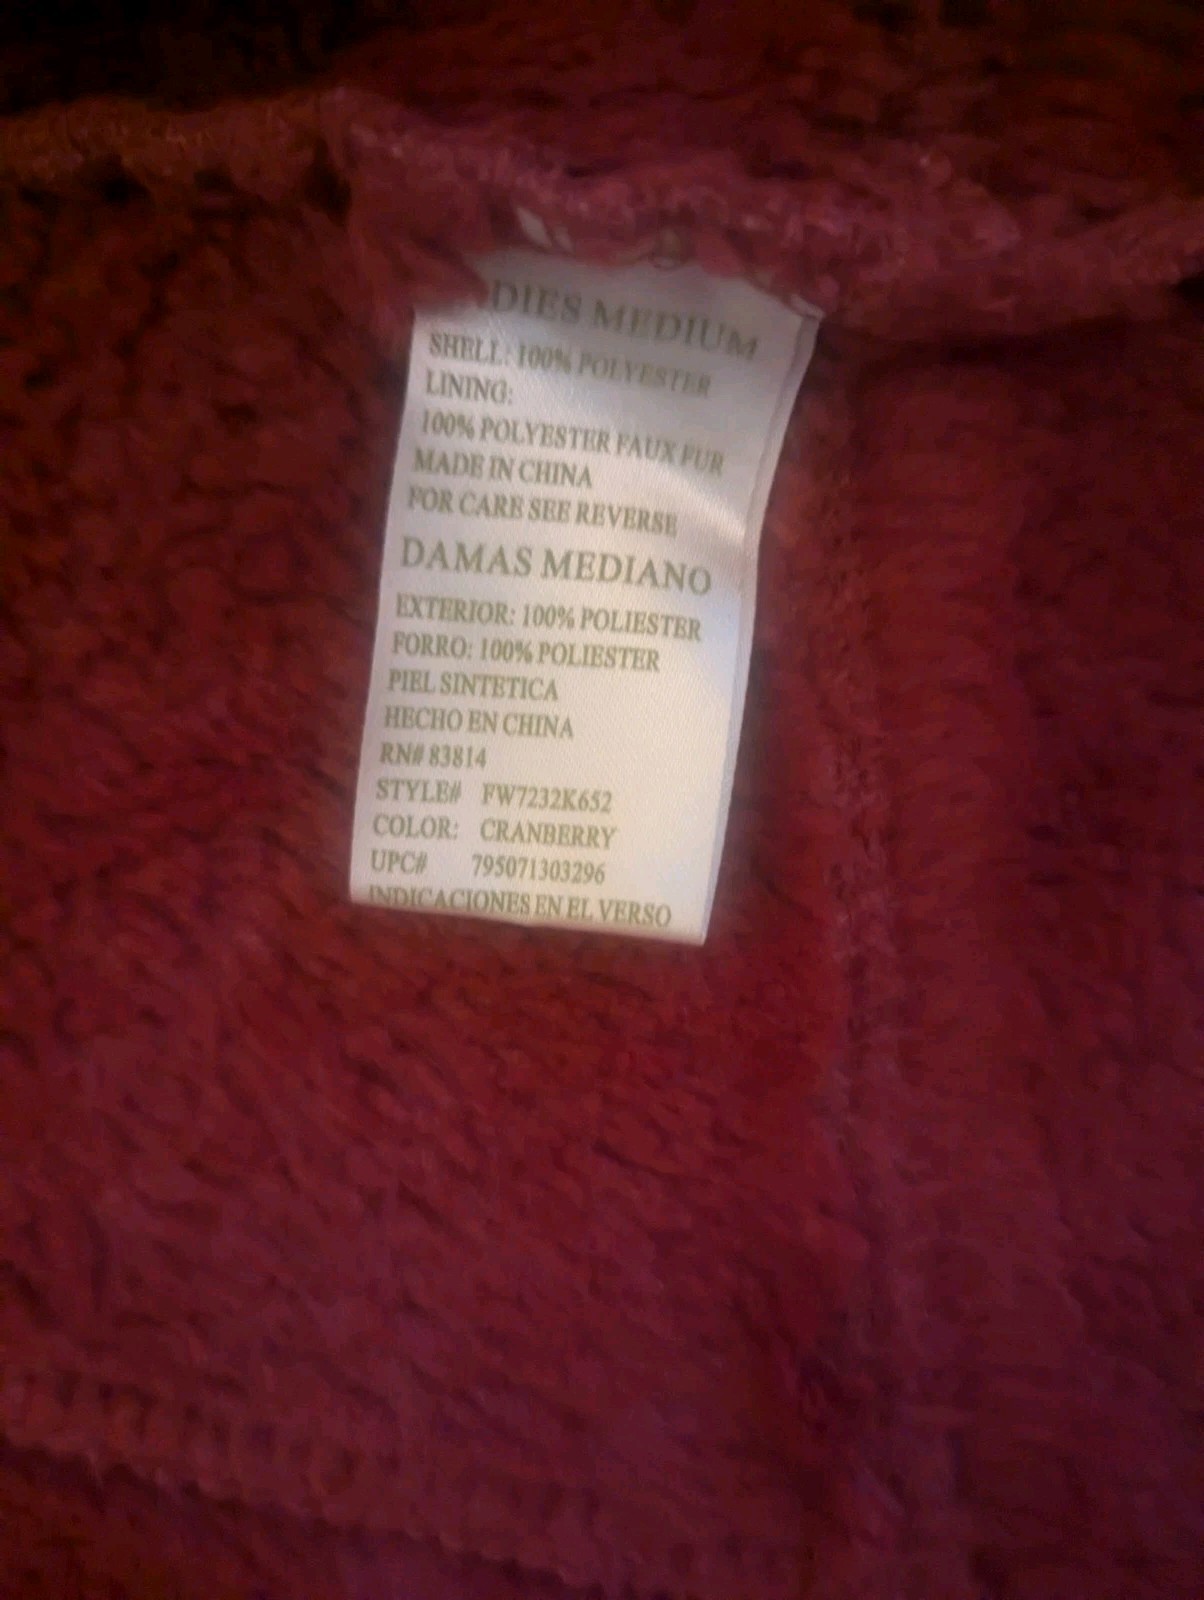 DIES MEDIUM
SHELL: 100% POLYESTER
LINING:
100% POLYESTER FAUX FUR
MADE IN CHINA
FOR CARE SEE REVERSE
DAMAS MEDIANO
EXTERIOR: 100% POLIESTER
FORRO: 100% POLIESTER
PIEL SINTETICA
HECHO EN CHINA
RN# 83814
STYLE# FW7232K652
COLOR: CRANBERRY
UPC# 795071303296
INDICACIONES EN EL VERSO